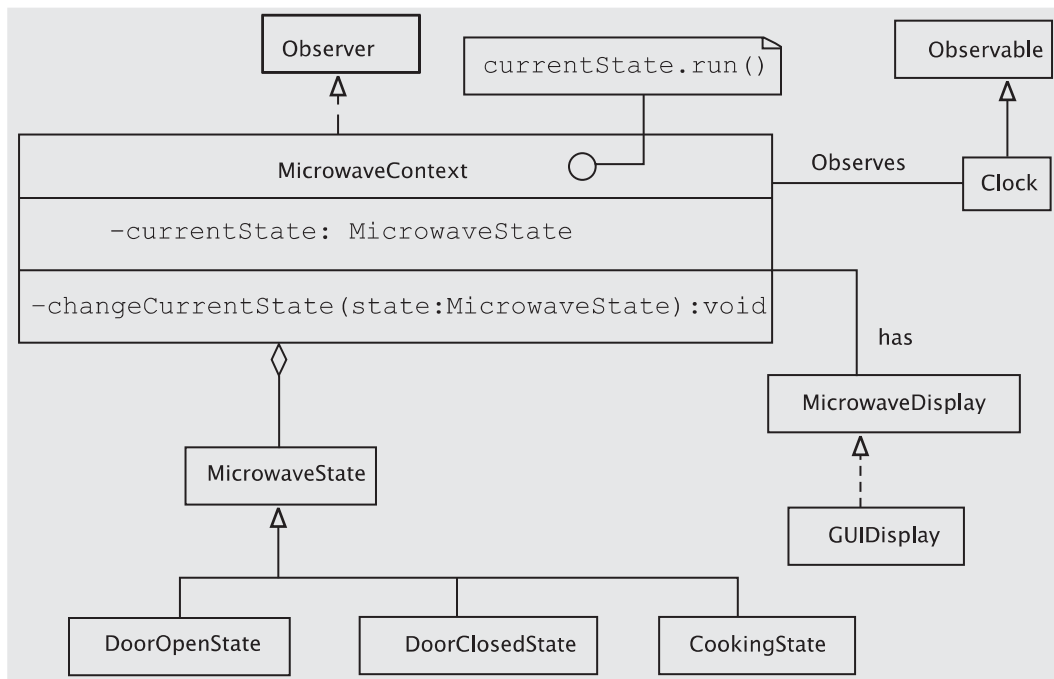 Observer
currentState.run()
Observable
MicrowaveContext
Observes
Clock
-currentState: MicrowaveState
-changeCurrentState(state:MicrowaveState):void
has
MicrowaveDisplay
MicrowaveState
GUIDisplay
DoorOpenState
DoorClosedState
CookingState